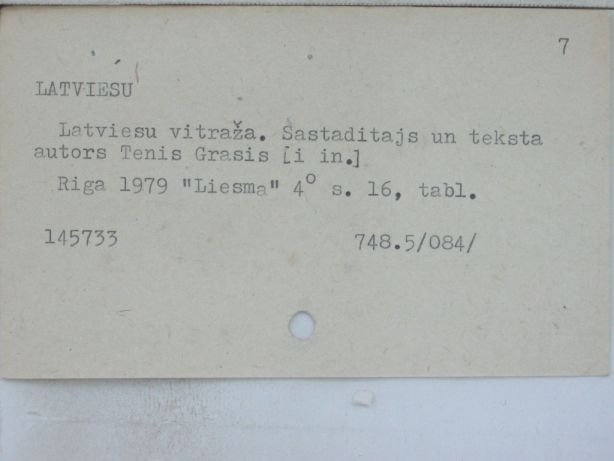 7
LATVIESU
Latviesu vitraža. Sastaditajs un teksta
autors Tenis Grasis [i in.]
Riga 1979 "Liesma" 4° s. 16, tabl.
145733 748.5/084/